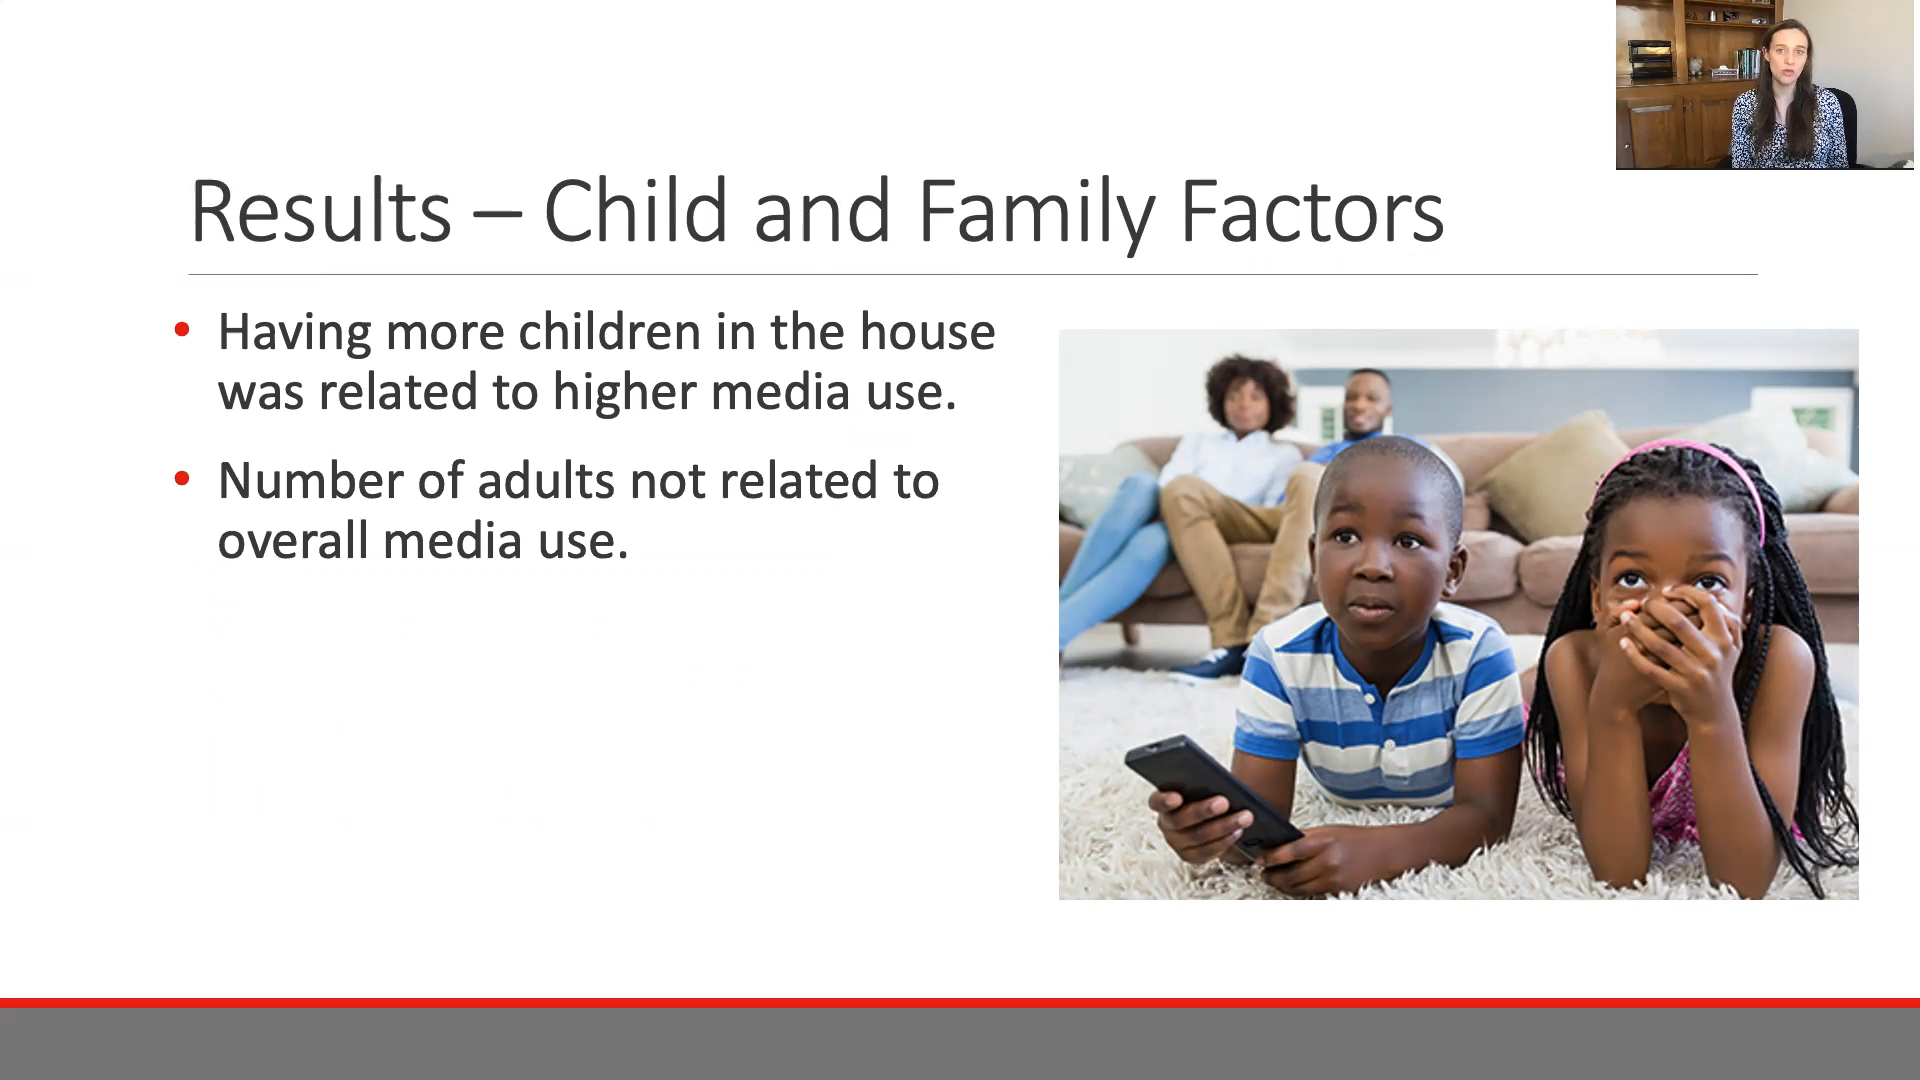 Results – Child and Family Factors
• Having more children in the house
was related to higher media use.
• Number of adults not related to
overall media use.